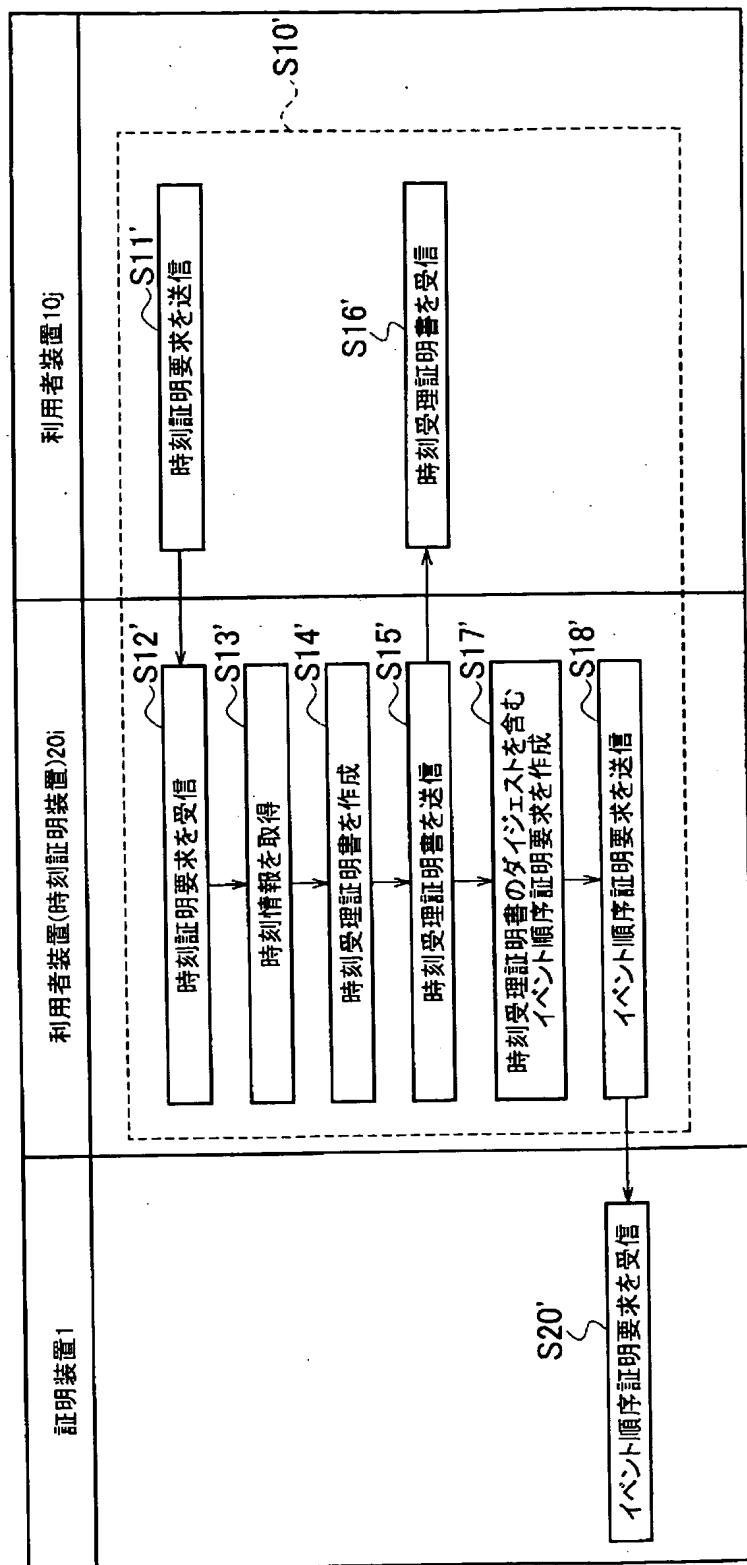 証明装置1
利用者装置(時刻証明装置)20i
利用者装置10j
S10'
S11'
時刻証明要求を送信
S12'
時刻証明要求を受信
S13'
時刻情報を取得
S14'
時刻受理証明書を作成
S15'
時刻受理証明書を送信
S16'
時刻受理証明書を受信
S17'
時刻受理証明書のダイジェストを含む
イベント順序証明要求を作成
S18'
イベント順序証明要求を送信
S20'
イベント順序証明要求を受信